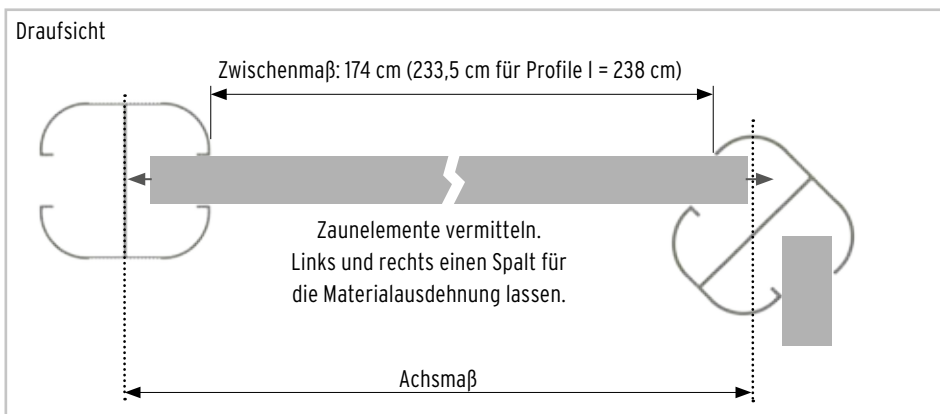 Draufsicht
Zwischenmaß: 174 cm (233,5 cm für Profile l = 238 cm)
Zaunelemente vermitteln.
Links und rechts einen Spalt für
die Materialausdehnung lassen.
Achsmaß